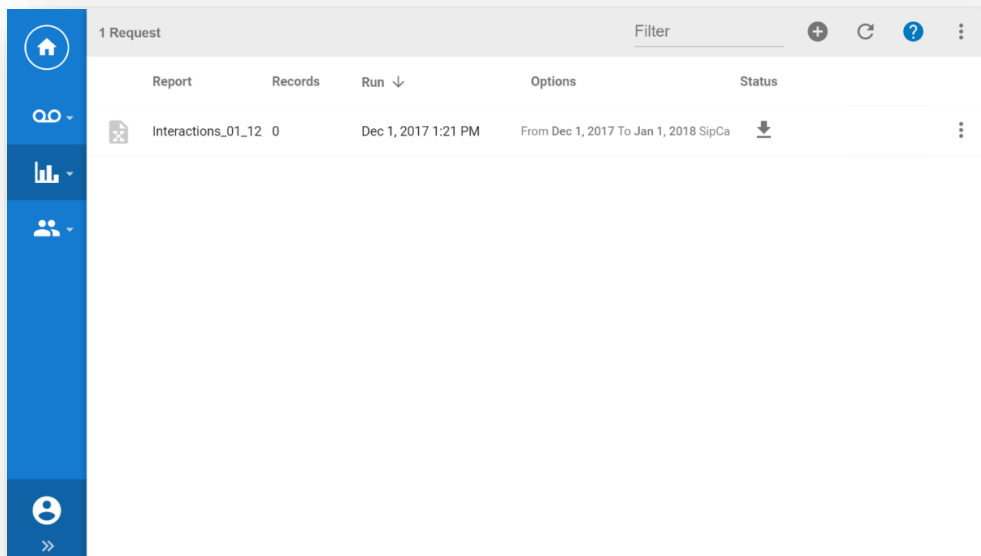 1 Request
Filter
?
Report Records Run Options Status
Interactions_01_12 0 Dec 1, 2017 1:21 PM From Dec 1, 2017 To Jan 1, 2018 SipCa